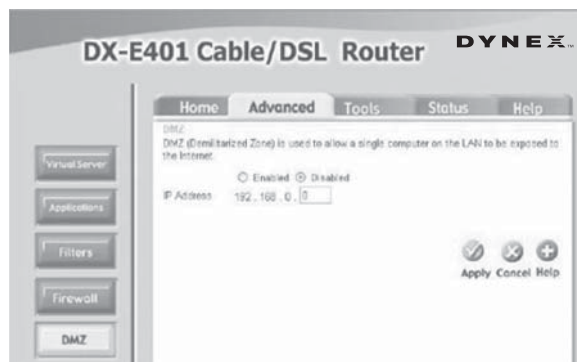 DX-E401 Cable/DSL Router
DYNEX™
Home Advanced Tools Status Help
DMZ
DMZ (Demilitarized Zone) is used to allow a single computer on the LAN to be exposed to
the Internet.
Enabled Disabled
IP Address 192 . 168 . 0 . 0
Virtual Server
Applications
Filters
Firewall
DMZ
Apply Cancel Help